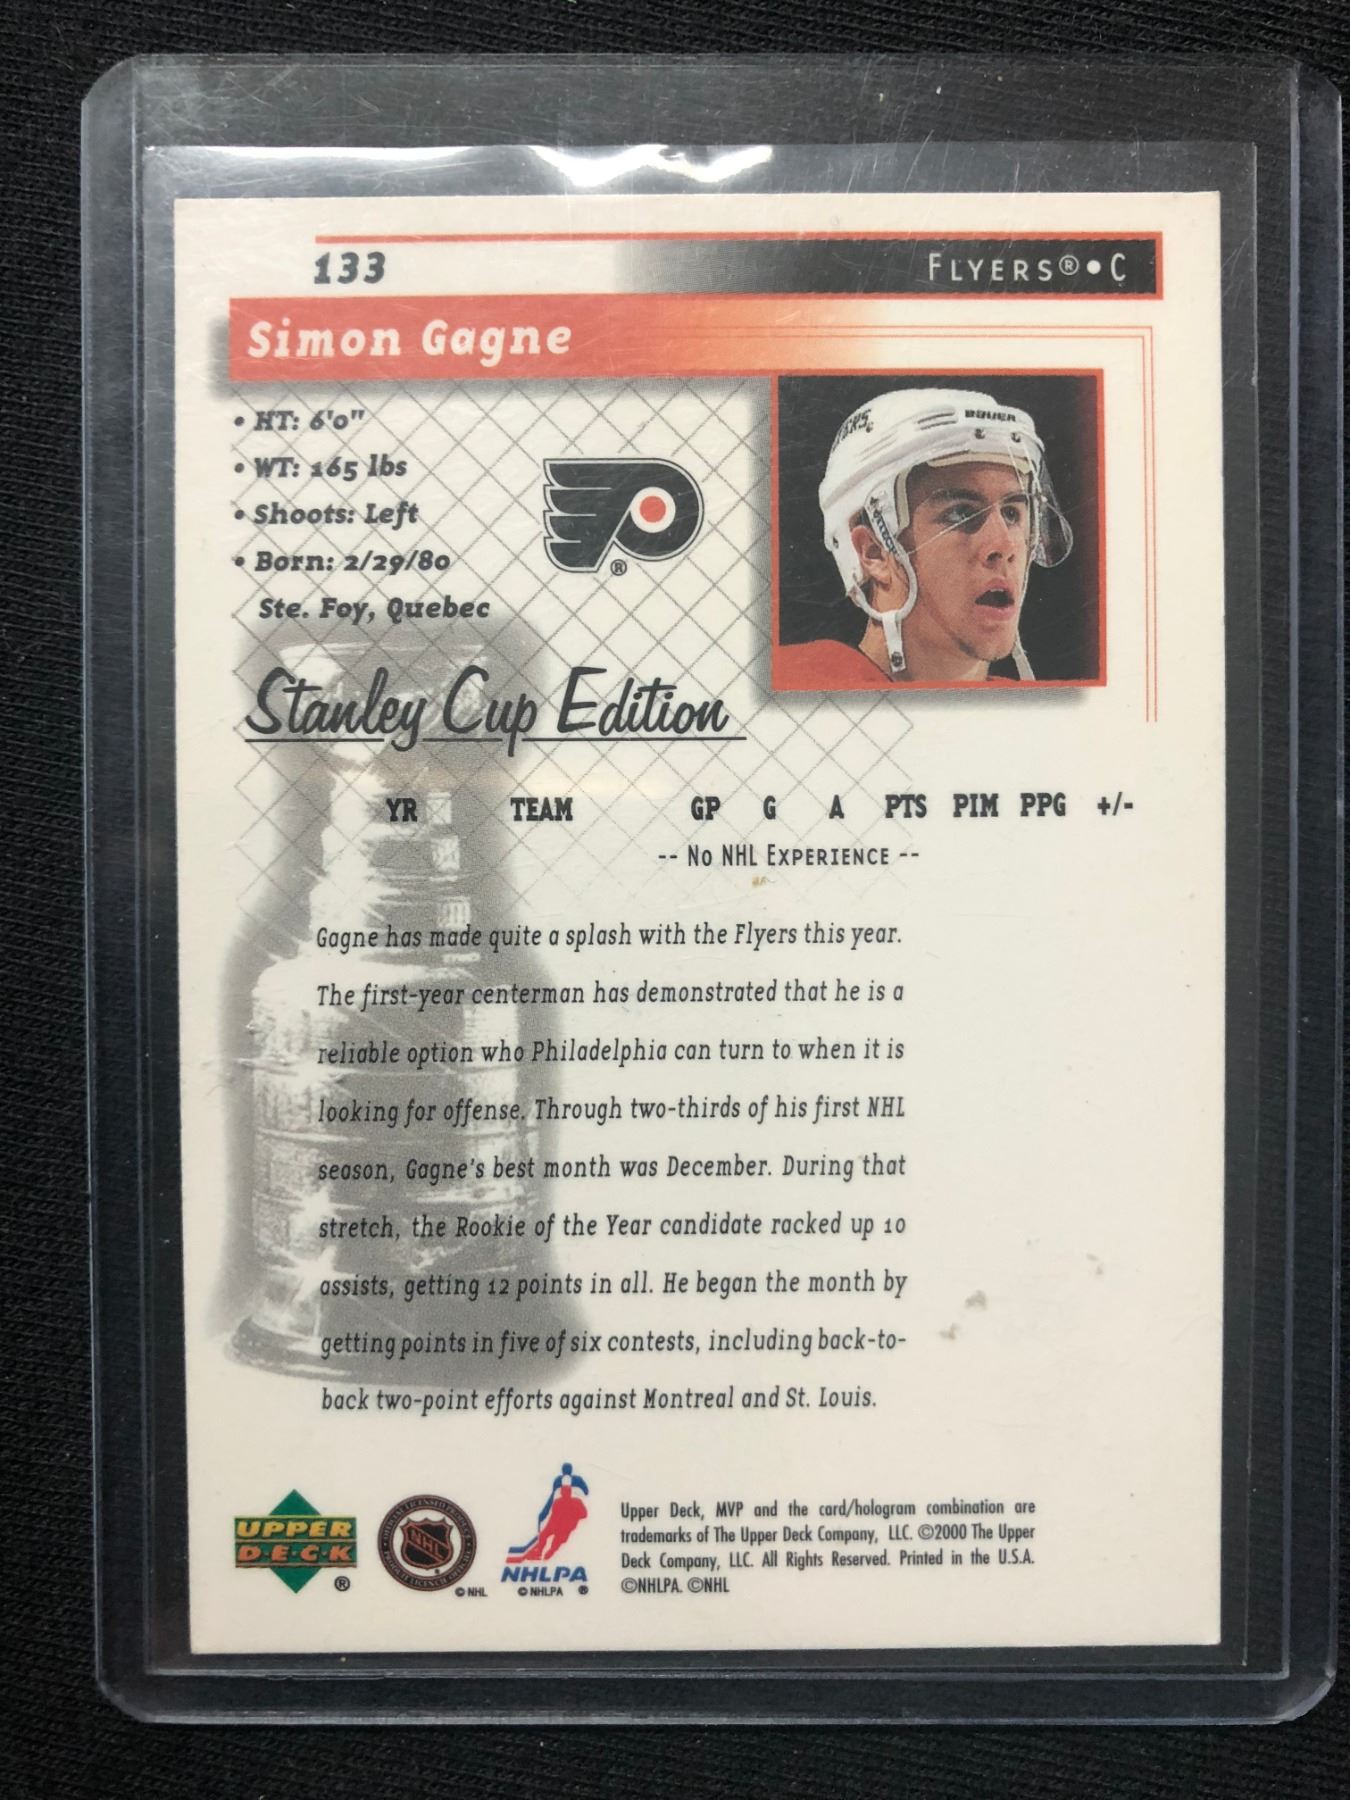 133
FLYERS® • C
Simon Gagne
• HT: 6'0"
• WT: 165 lbs
• Shoots: Left
• Born: 2/29/80
Ste. Foy, Quebec
®
BAUER
Stanley Cup Edition
YR TEAM GP G A PTS PIM PPG +/-
-- No NHL EXPERIENCE --
Gagne has made quite a splash with the Flyers this year.
The first-year centerman has demonstrated that he is a
reliable option who Philadelphia can turn to when it is
looking for offense. Through two-thirds of his first NHL
season, Gagne's best month was December. During that
stretch, the Rookie of the Year candidate racked up 10
assists, getting 12 points in all. He began the month by
getting points in five of six contests, including back-to-
back two-point efforts against Montreal and St. Louis.
UPPER
D·E·C·K
®
NHL
© NHL
NHLPA
© NHLPA ®
Upper Deck, MVP and the card/hologram combination are
trademarks of The Upper Deck Company, LLC. ©2000 The Upper
Deck Company, LLC. All Rights Reserved. Printed in the U.S.A.
©NHLPA. ©NHL